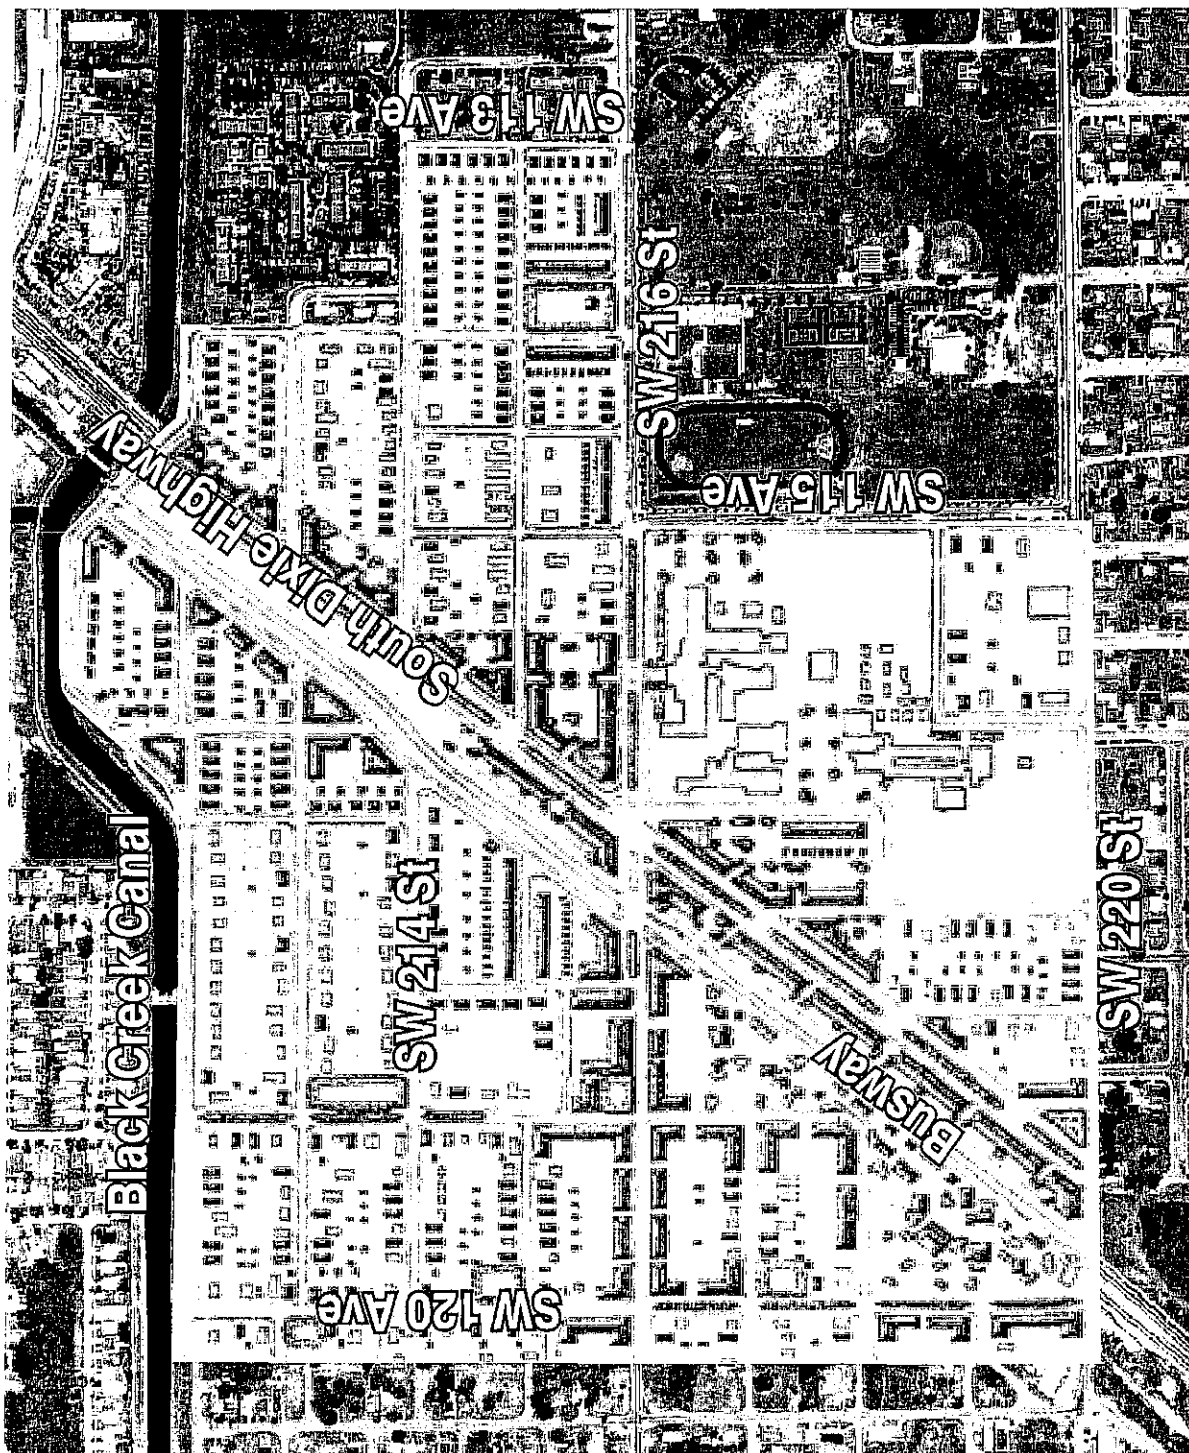 SW 113 Ave
SW 216 St
South Dixie Highway
SW 115 Ave
Black Creek Canal
SW 214 St
SW 220 St
Busway
SW 120 Ave